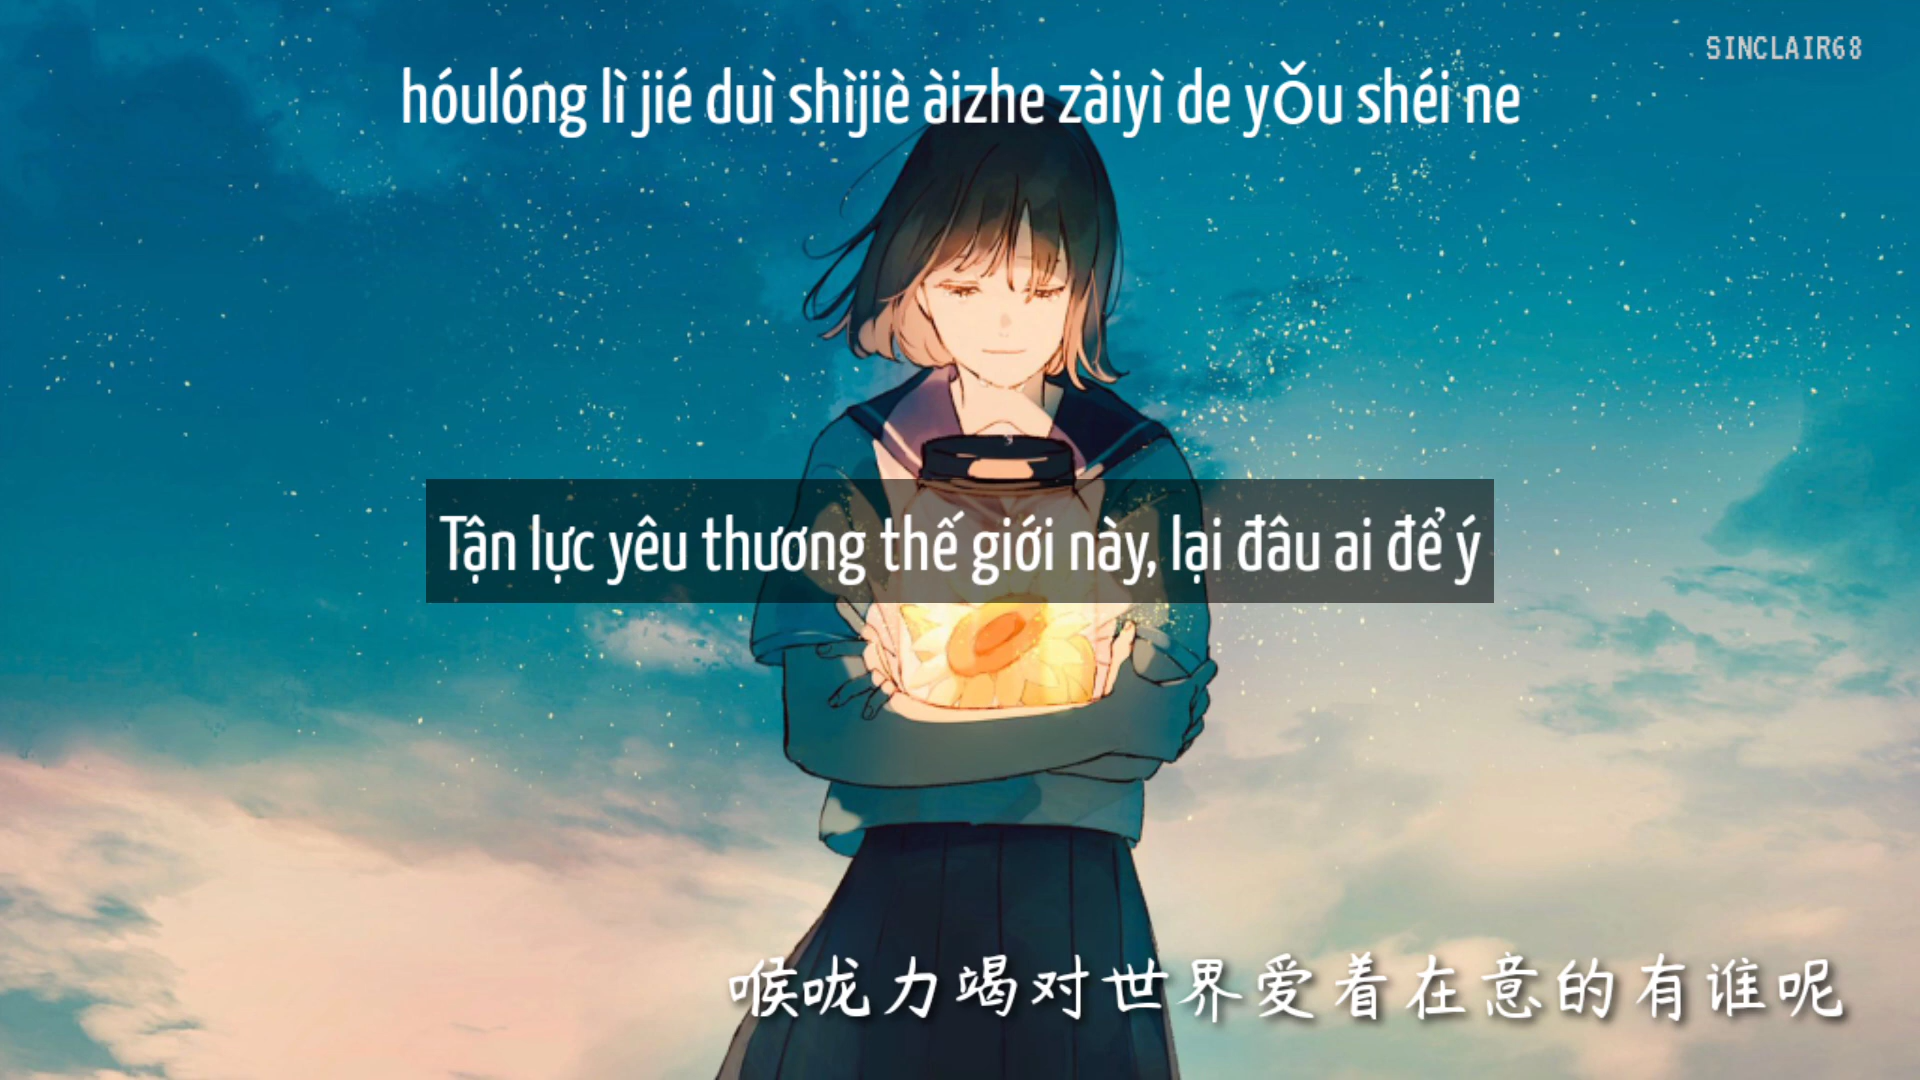 SINCLAIR68
hóulóng lì jié duì shìjiè àizhe zàiyì de yǒu shéi ne
Tận lực yêu thương thế giới này, lại đâu ai để ý
喉咙力竭对世界爱着在意的有谁呢